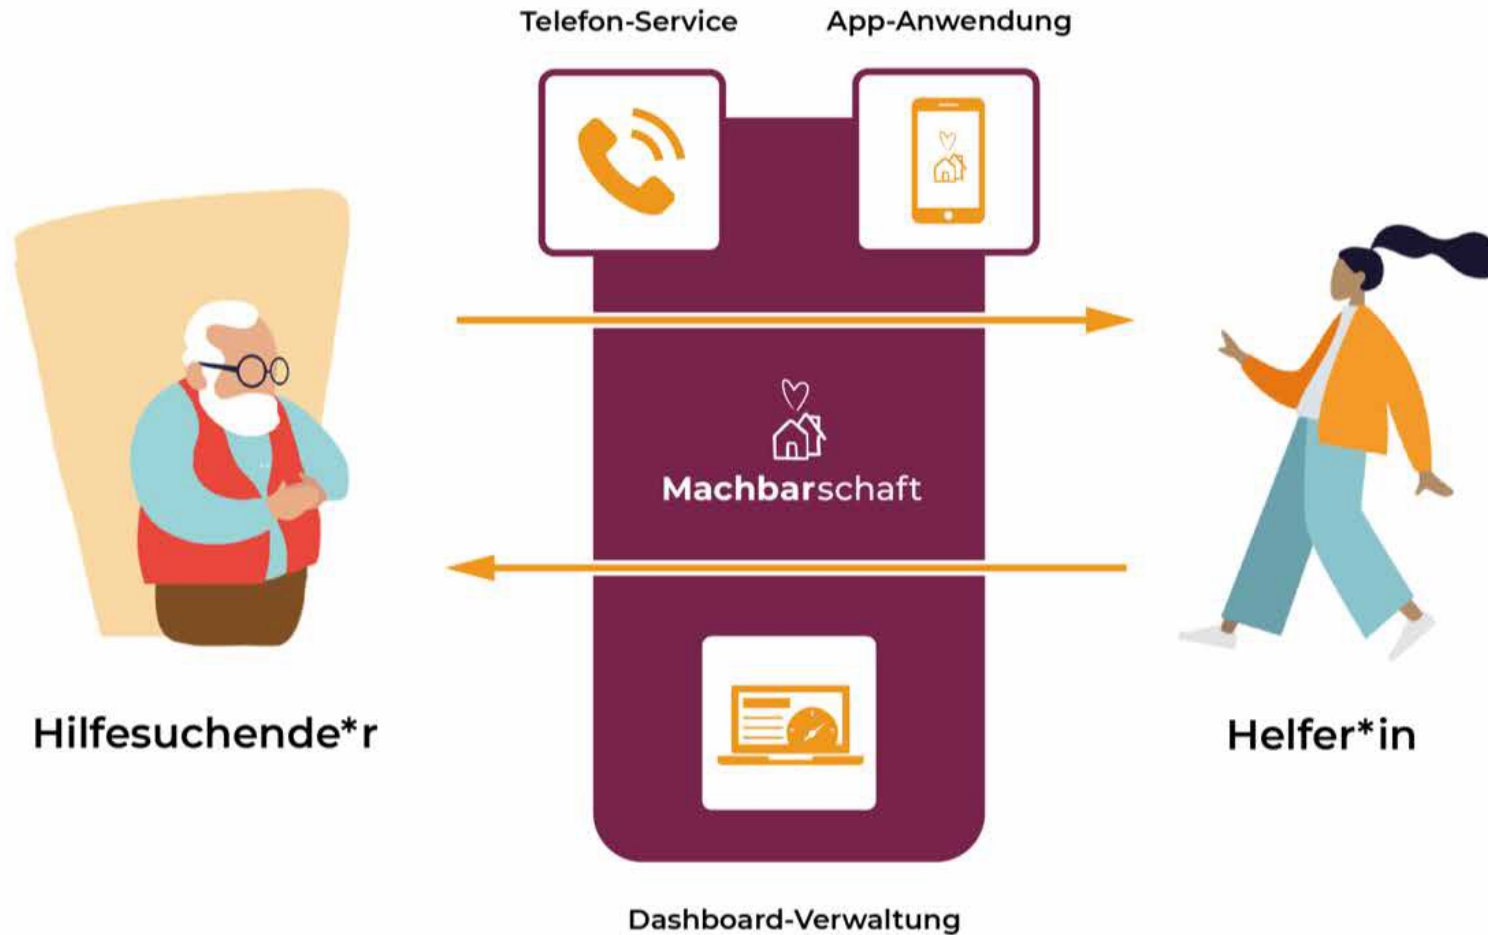 Telefon-Service
App-Anwendung
Machbarschaft
Hilfesuchende*r
Helfer*in
Dashboard-Verwaltung